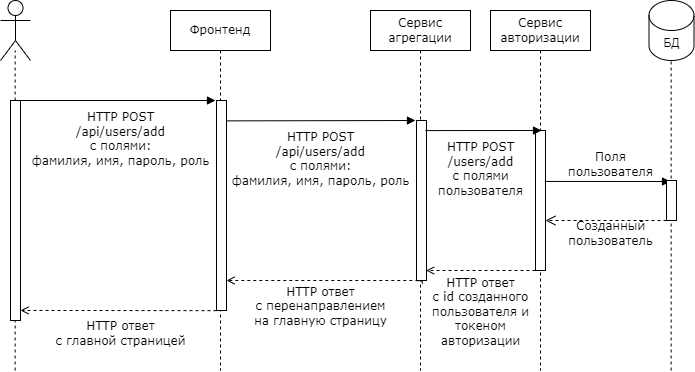 Фронтенд
Сервис
агрегации
Сервис
авторизации
БД
HTTP POST
/api/users/add
с полями:
фамилия, имя, пароль, роль
HTTP POST
/api/users/add
с полями:
фамилия, имя, пароль, роль
HTTP POST
/users/add
с полями
пользователя
Поля
пользователя
Созданный
пользователь
HTTP ответ
с id созданного
пользователя и
токеном
авторизации
HTTP ответ
с перенаправлением
на главную страницу
HTTP ответ
с главной страницей